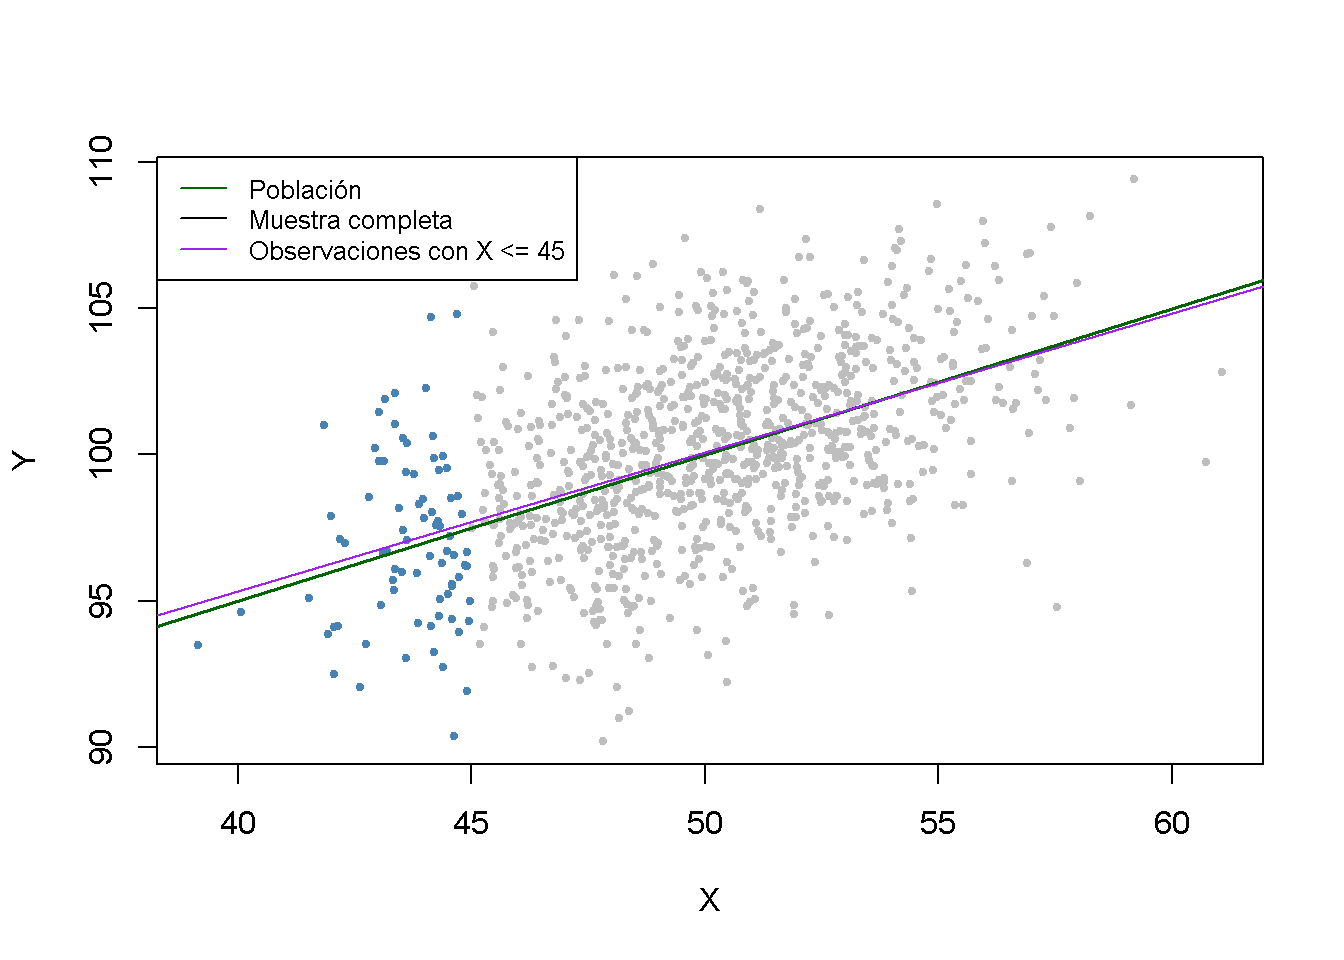 Población
Muestra completa
Observaciones con X <= 45
110
105
100
95
90
Y
40 45 50 55 60
X